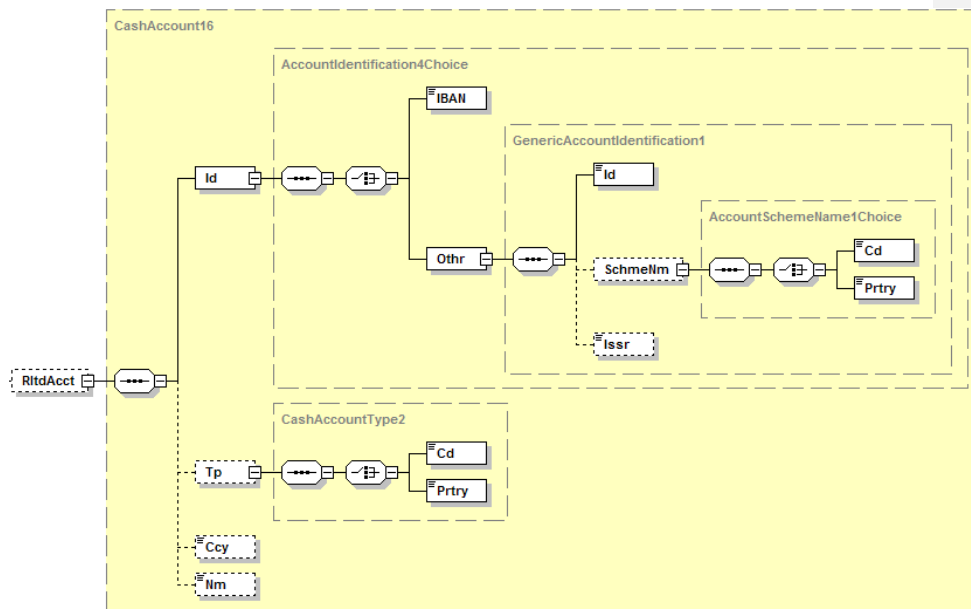 CashAccount16
AccountIdentification4Choice
IBAN
GenericAccountIdentification1
Id
Id
AccountSchemeName1Choice
Othr
Cd
SchmeNm
Prtry
Issr
RltdAcct
CashAccountType2
Cd
Tp
Prtry
Ccy
Nm